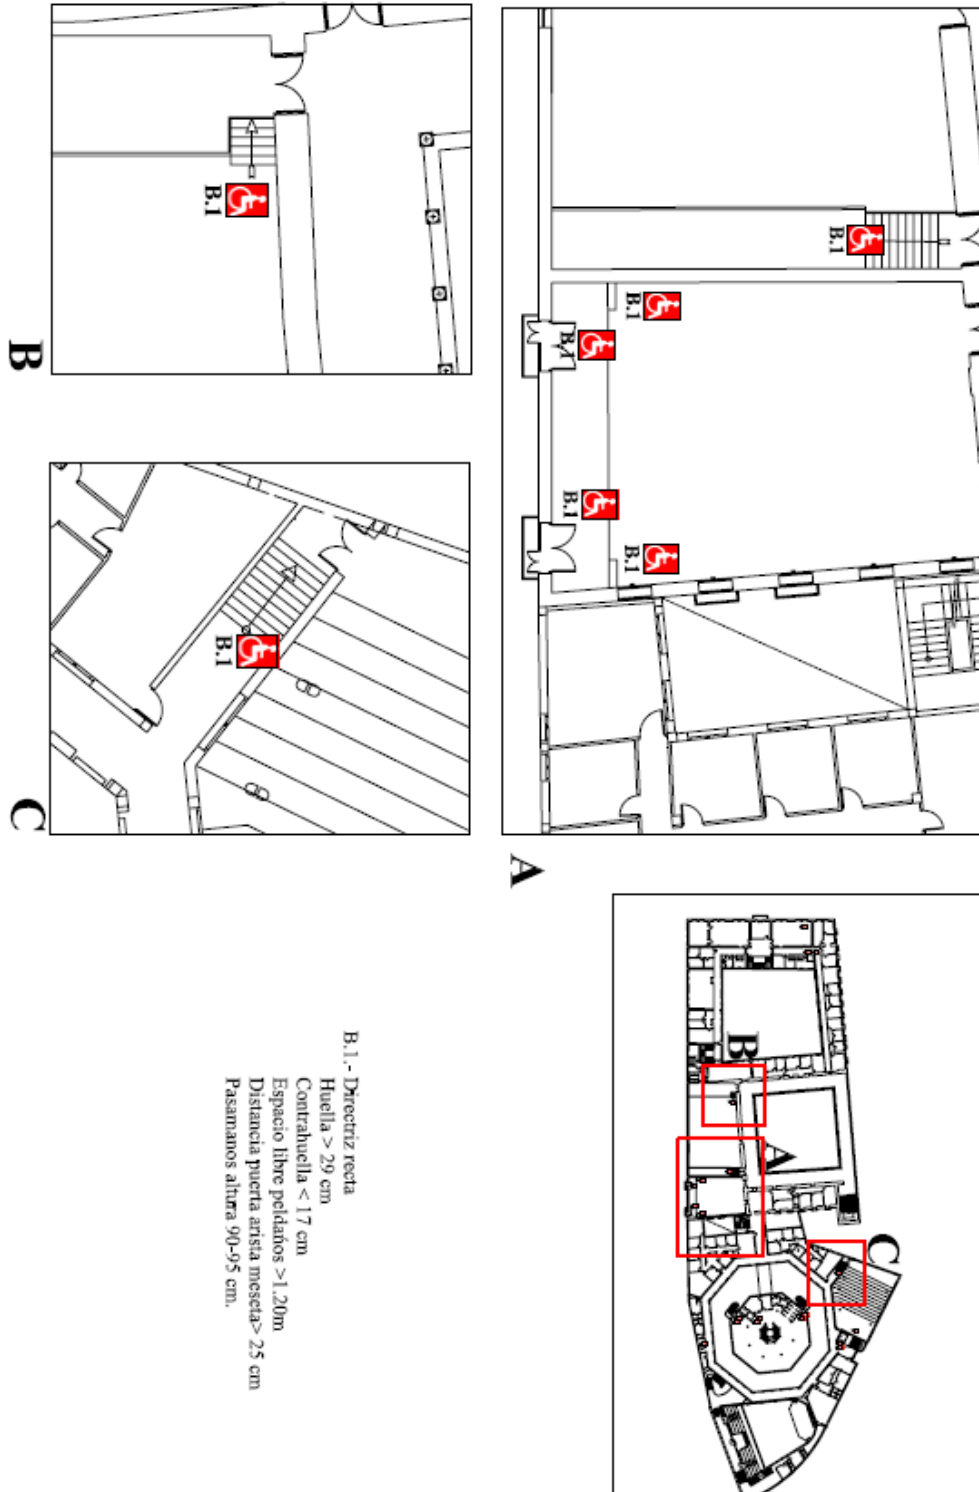 A
B.1
B.1
B.1
B.1
B.1
B
B.1
C
B.1
B
A
C
B.1.- Directriz recta
Huella > 29 cm
Contrahuella < 17 cm
Espacio libre peldaños >1.20m
Distancia puerta arista meseta> 25 cm
Pasamanos altura 90-95 cm.